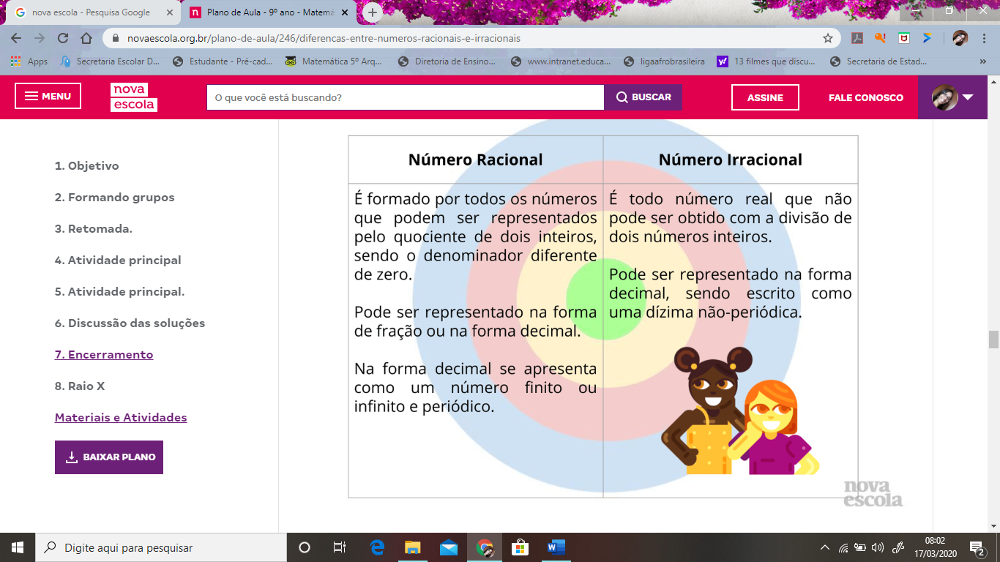 nova escola - Pesquisa Google
Plano de Aula - 9º ano - Matemá
novaescola.org.br/plano-de-aula/246/diferencas-entre-numeros-racionais-e-irracionais
Apps
Secretaria Escolar D...
Estudante - Pré-cad...
Matemática 5º Arq...
Diretoria de Ensino...
www.intranet.educa...
ligaafrobrasileira
13 filmes que discu...
Secretaria de Estad...
»
MENU
nova
escola
O que você está buscando?
BUSCAR
ASSINE
FALE CONOSCO
1. Objetivo
2. Formando grupos
3. Retomada.
4. Atividade principal
5. Atividade principal.
6. Discussão das soluções
7. Encerramento
8. Raio X
Materiais e Atividades
BAIXAR PLANO
Número Racional
É formado por todos os números
que podem ser representados
pelo quociente de dois inteiros,
sendo o denominador diferente
de zero.
Pode ser representado na forma
de fração ou na forma decimal.
Na forma decimal se apresenta
como um número finito ou
infinito e periódico.
Número Irracional
É todo número real que não
pode ser obtido com a divisão de
dois números inteiros.
Pode ser representado na forma
decimal, sendo escrito como
uma dízima não-periódica.
nova
escola
Digite aqui para pesquisar
08:02
17/03/2020
2